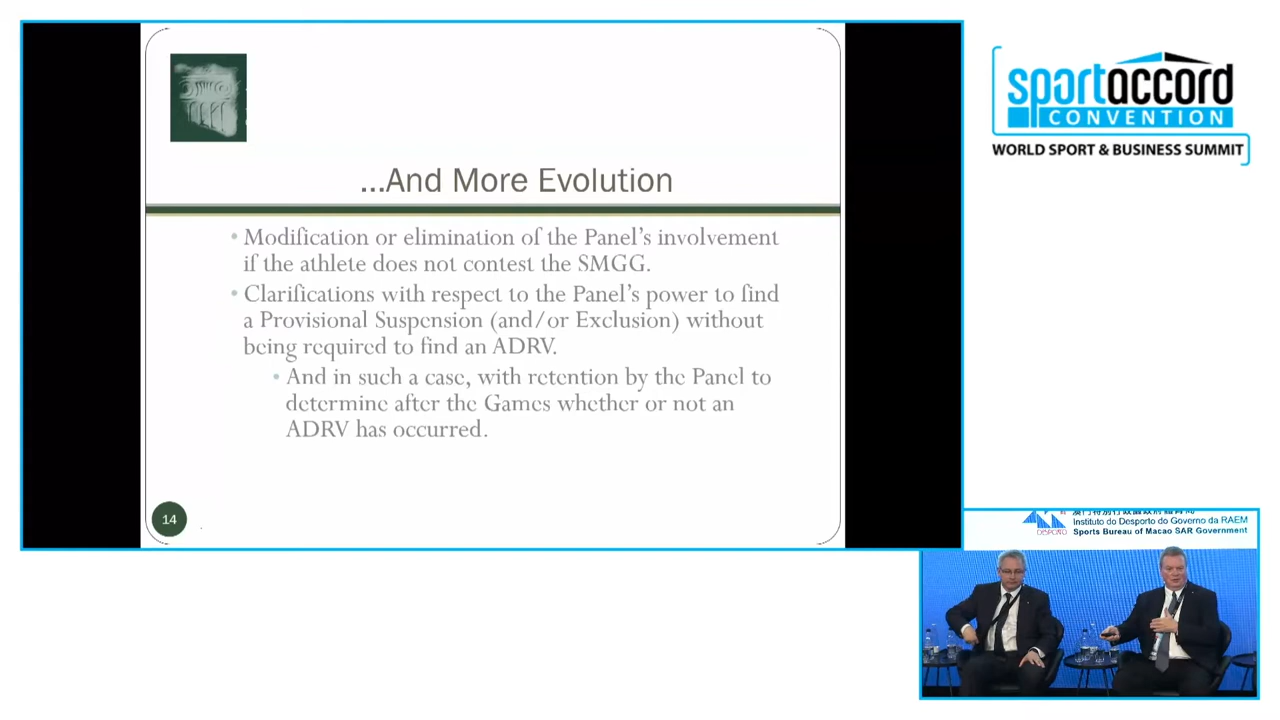 ...And More Evolution
• Modification or elimination of the Panel's involvement
if the athlete does not contest the SMGG.
• Clarifications with respect to the Panel's power to find
a Provisional Suspension (and/or Exclusion) without
being required to find an ADRV.
• And in such a case, with retention by the Panel to
determine after the Games whether or not an
ADRV has occurred.
14
sportaccord
CONVENTION
WORLD SPORT & BUSINESS SUMMIT
Instituto do Desporto do Governo da RAEM
DESPORTO
Sports Bureau of Macao SAR Government